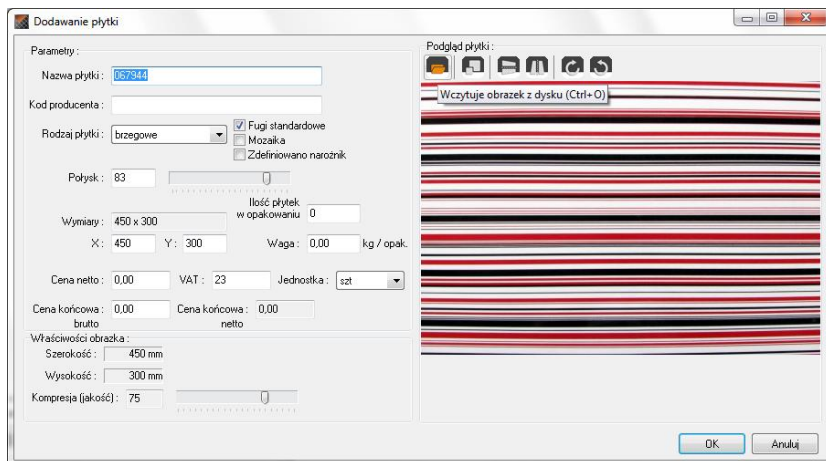 Dodawanie płytki
Parametry :
Nazwa płytki : 067944
Kod producenta :
Rodzaj płytki : brzegowe
Fugi standardowe
Mozaika
Zdefiniowano narożnik
Połysk : 83
Ilość płytek
w opakowaniu 0
Wymiary : 450 x 300
X : 450 Y : 300 Waga : 0,00 kg / opak.
Cena netto : 0,00 VAT : 23 Jednostka : szt
Cena końcowa : 0,00 Cena końcowa : 0,00
brutto netto
Właściwości obrazka :
Szerokość : 450 mm
Wysokość : 300 mm
Kompresja (jakość) : 75
Podgląd płytki :
Wczytuje obrazek z dysku (Ctrl+O)
OK Anuluj